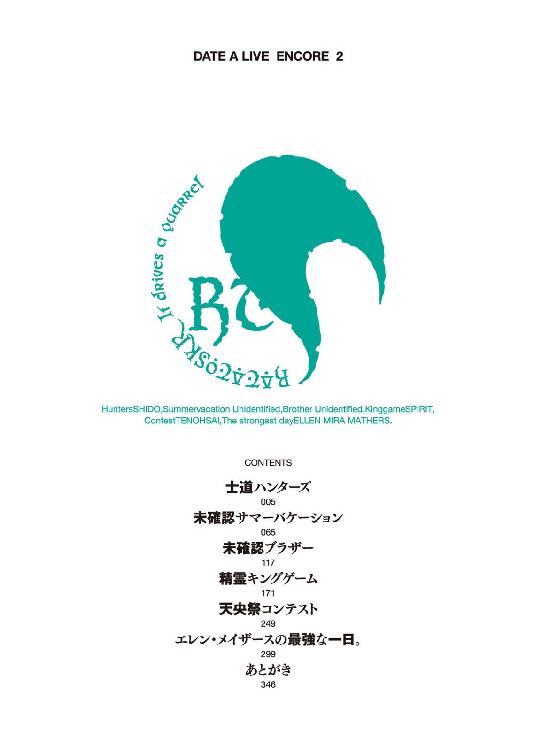 DATE A LIVE ENCORE 2
It drives a quarrel
RATATOSKR
RT
HuntersSHIDO,Summervacation Unidentified,Brother Unidentified.KinggameSPIRIT,
ContestTENOHSAI,The strongest dayELLEN MIRA MATHERS.
CONTENTS
士道ハンターズ
005
未確認サマーバケーション
065
未確認ブラザー
117
精霊キングゲーム
171
天央祭コンテスト
249
エレン・メイザースの最強な一日。
299
あとがき
346